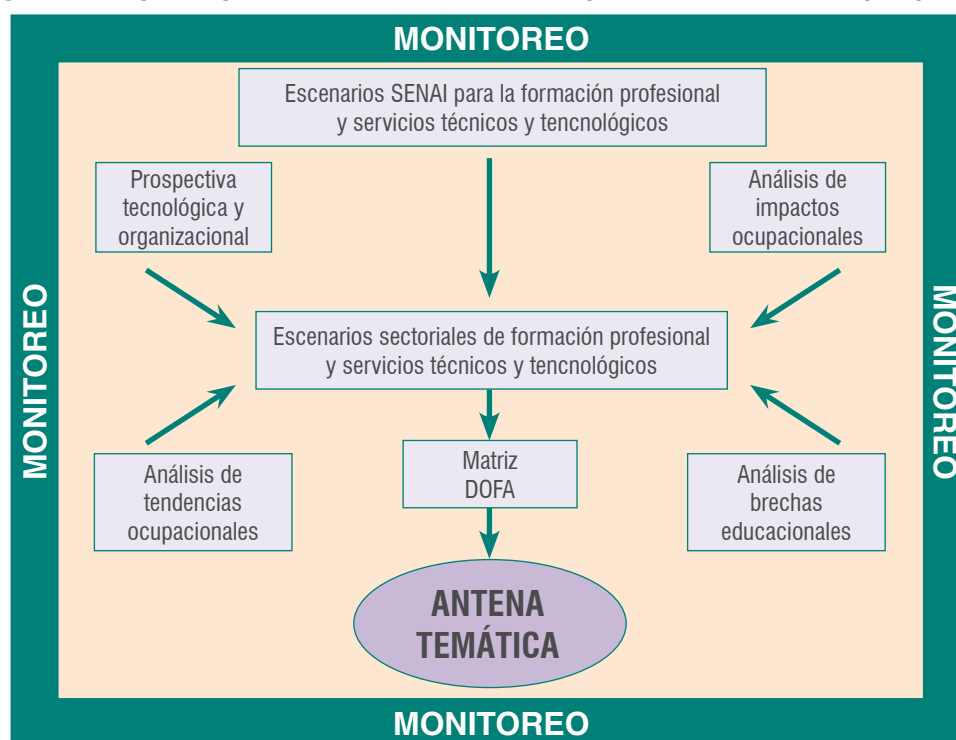 MONITOREO
Escenarios SENAI para la formación profesional
y servicios técnicos y tencnológicos
Prospectiva
tecnológica y
organizacional
Análisis de
impactos
ocupacionales
MONITOREO
MONITOREO
Escenarios sectoriales de formación profesional
y servicios técnicos y tencnológicos
Análisis de
tendencias
ocupacionales
Matriz
DOFA
Análisis de
brechas
educacionales
ANTENA
TEMÁTICA
MONITOREO